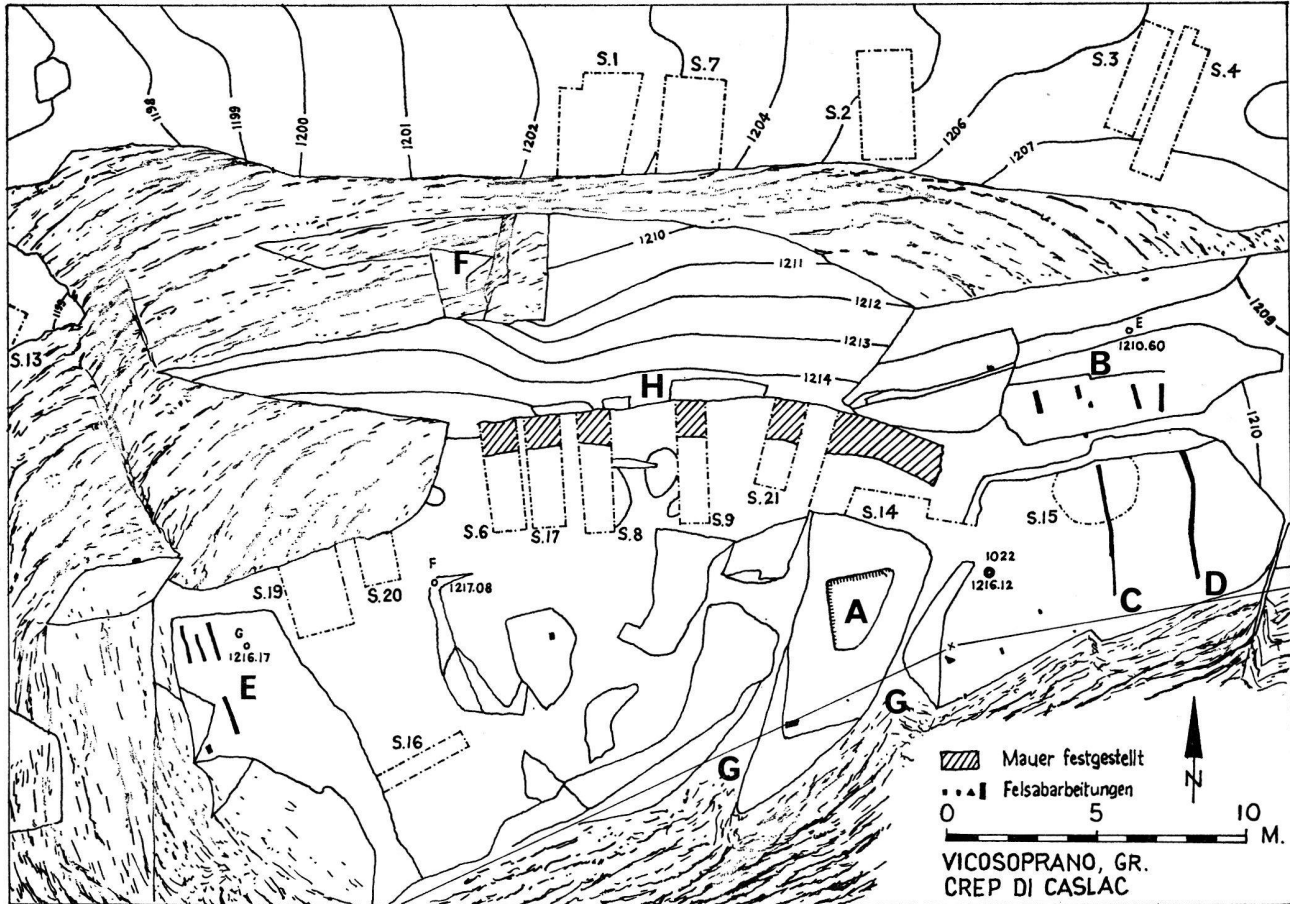 S.1
S.7
S.2
S.3
S.4
1198
1199
1200
1201
1202
1204
1206
1207
F
1210
1211
1212
1213
1214
1209
E
1210.60
B
1210
1195
S.13
H
S.6
S.17
S.8
S.9
S.21
S.14
S.15
S.19
S.20
F
1217.08
1022
1216.12
A
C
D
G
1216.17
E
S.16
G
G
Mauer festgestellt
Felsabarbeitungen
N
0 5 10 M.
VICOSOPRANO, GR.
CREP DI CASLAC